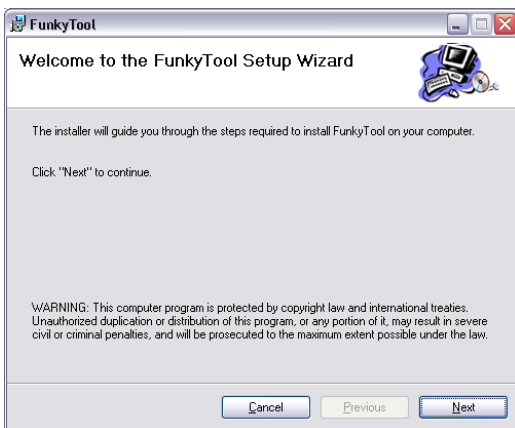 FunkyTool
Welcome to the FunkyTool Setup Wizard
The installer will guide you through the steps required to install FunkyTool on your computer.
Click "Next" to continue.
WARNING: This computer program is protected by copyright law and international treaties.
Unauthorized duplication or distribution of this program, or any portion of it, may result in severe
civil or criminal penalties, and will be prosecuted to the maximum extent possible under the law.
Cancel Previous Next